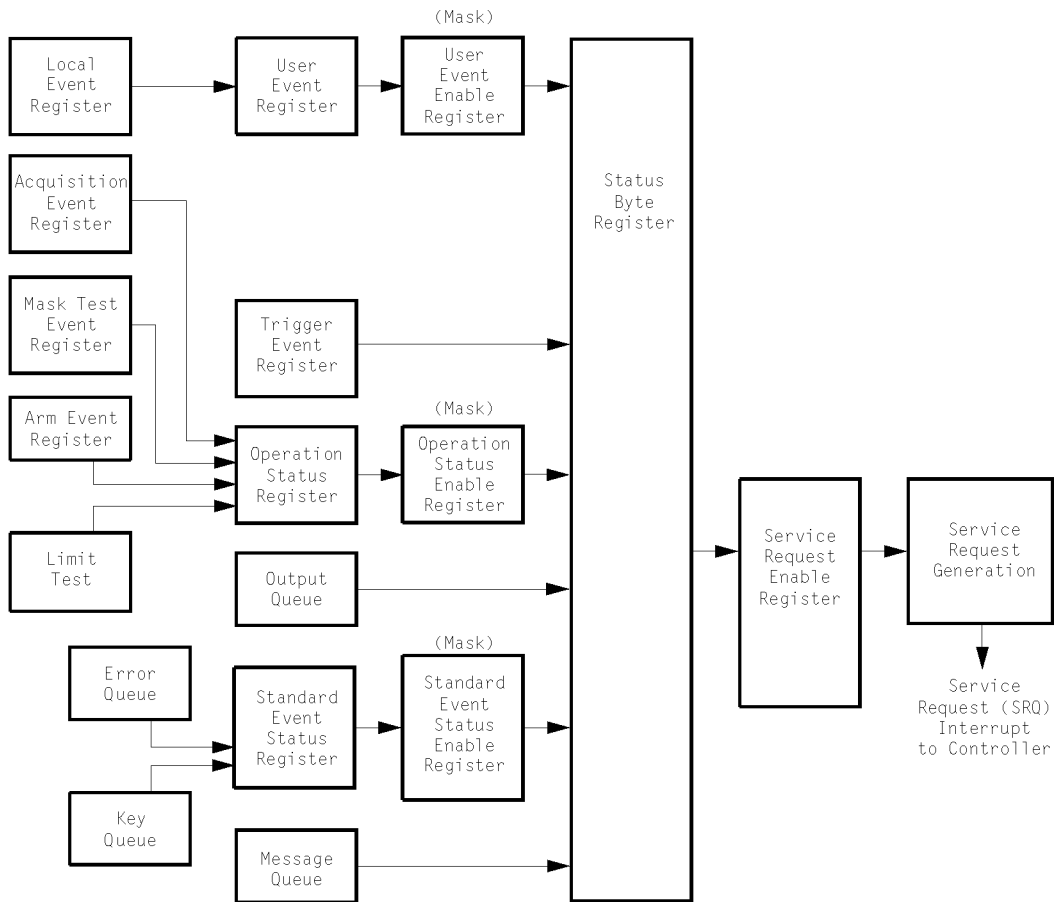 (Mask)
Local
Event
Register
User
Event
Register
User
Event
Enable
Register
Acquisition
Event
Register
Status
Byte
Register
Mask Test
Event
Register
Trigger
Event
Register
(Mask)
Arm Event
Register
Operation
Status
Register
Operation
Status
Enable
Register
Limit
Test
Output
Queue
Service
Request
Enable
Register
Service
Request
Generation
(Mask)
Error
Queue
Standard
Event
Status
Register
Standard
Event
Status
Enable
Register
Service
Request (SRQ)
Interrupt
to Controller
Key
Queue
Message
Queue